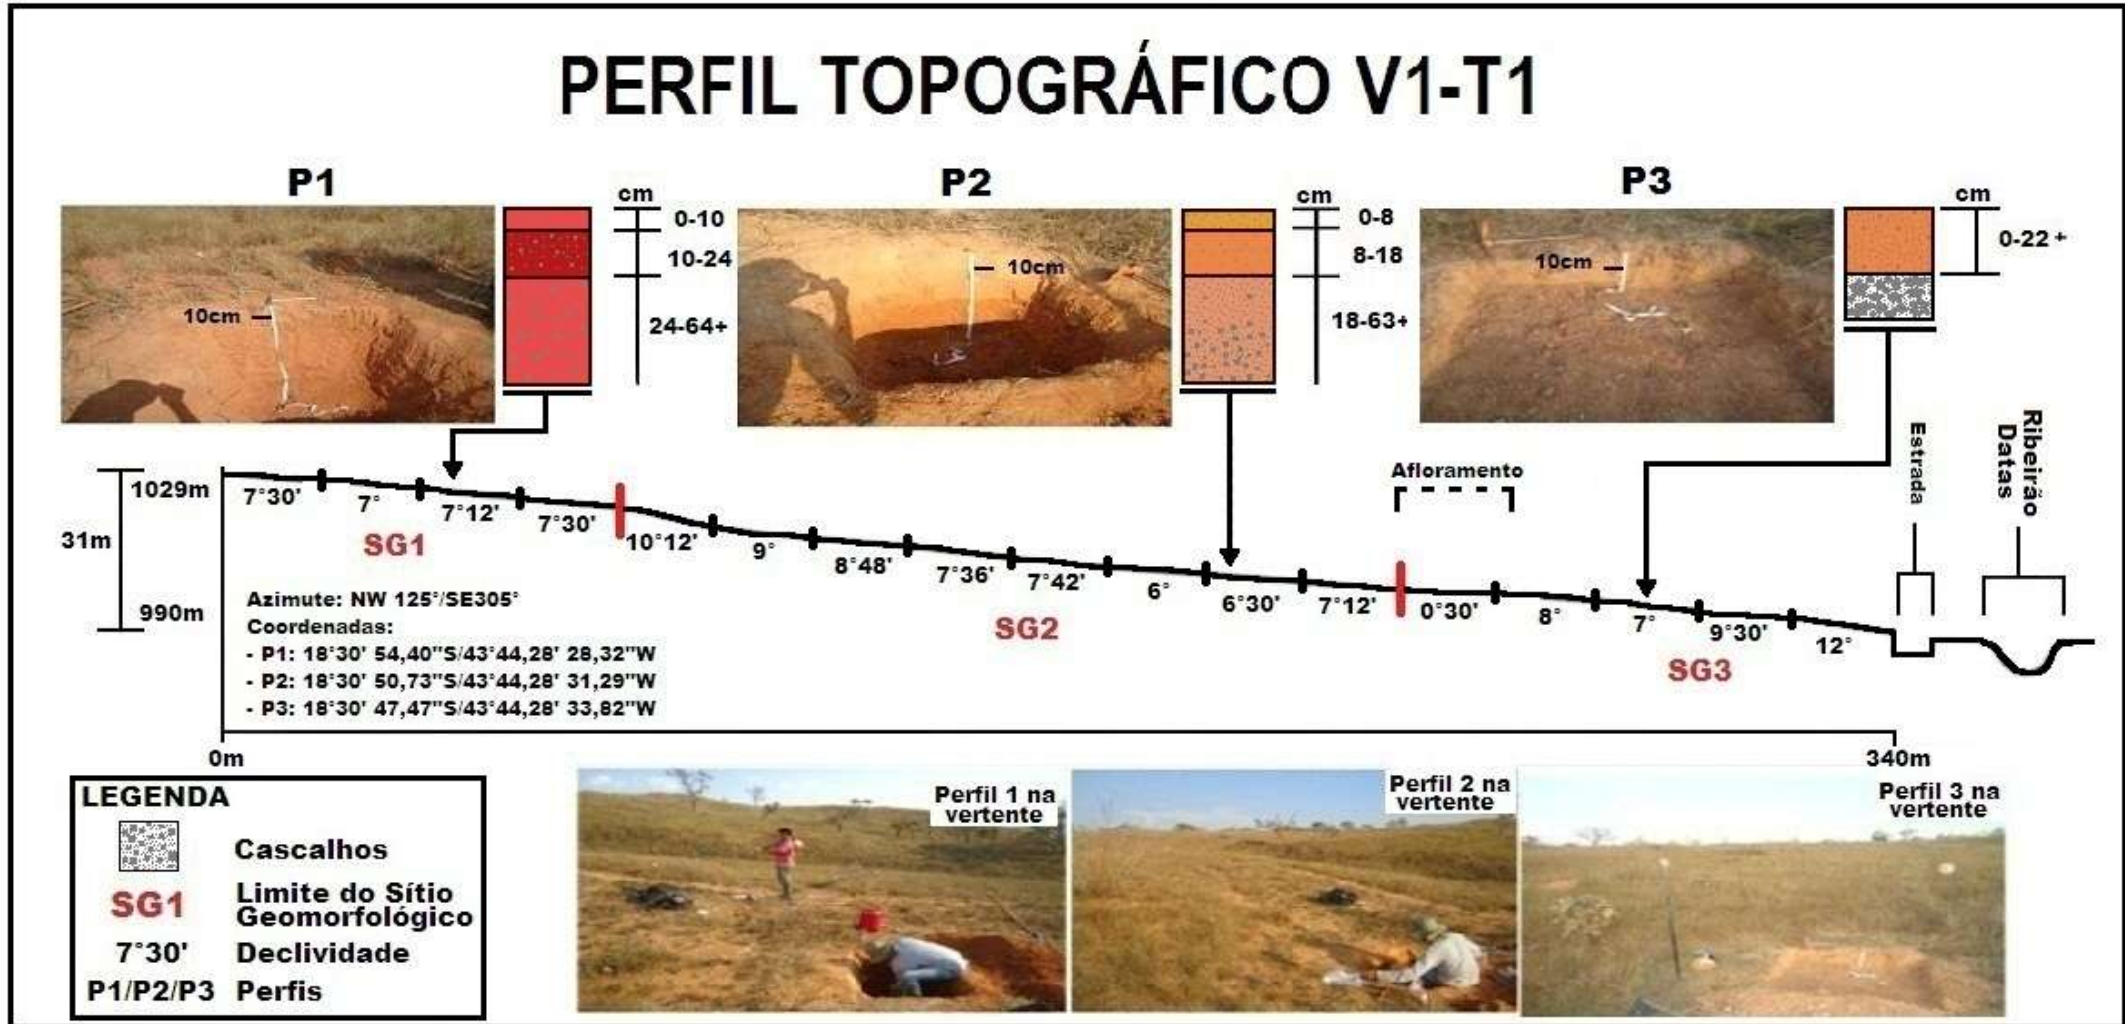 PERFIL TOPOGRÁFICO V1-T1
P1
cm
0-10
10-24
24-64+
10cm
P2
cm
0-8
8-18
18-63+
10cm
P3
cm
0-22 +
10cm
Afloramento
Estrada
Ribeirão
Datas
1029m
31m
990m
7°30'
7°
7°12'
7°30'
10°12'
9°
8°48'
7°36'
7°42'
6°
6°30'
7°12'
0°30'
8°
7°
9°30'
12°
SG1
SG2
SG3
Azimute: NW 125°/SE305°
Coordenadas:
- P1: 18°30' 54,40"S/43°44,28' 28,32"W
- P2: 18°30' 50,73"S/43°44,28' 31,29"W
- P3: 18°30' 47,47"S/43°44,28' 33,82"W
0m
340m
LEGENDA
Cascalhos
SG1 Limite do Sítio
Geomorfológico
7°30' Declividade
P1/P2/P3 Perfis
Perfil 1 na
vertente
Perfil 2 na
vertente
Perfil 3 na
vertente